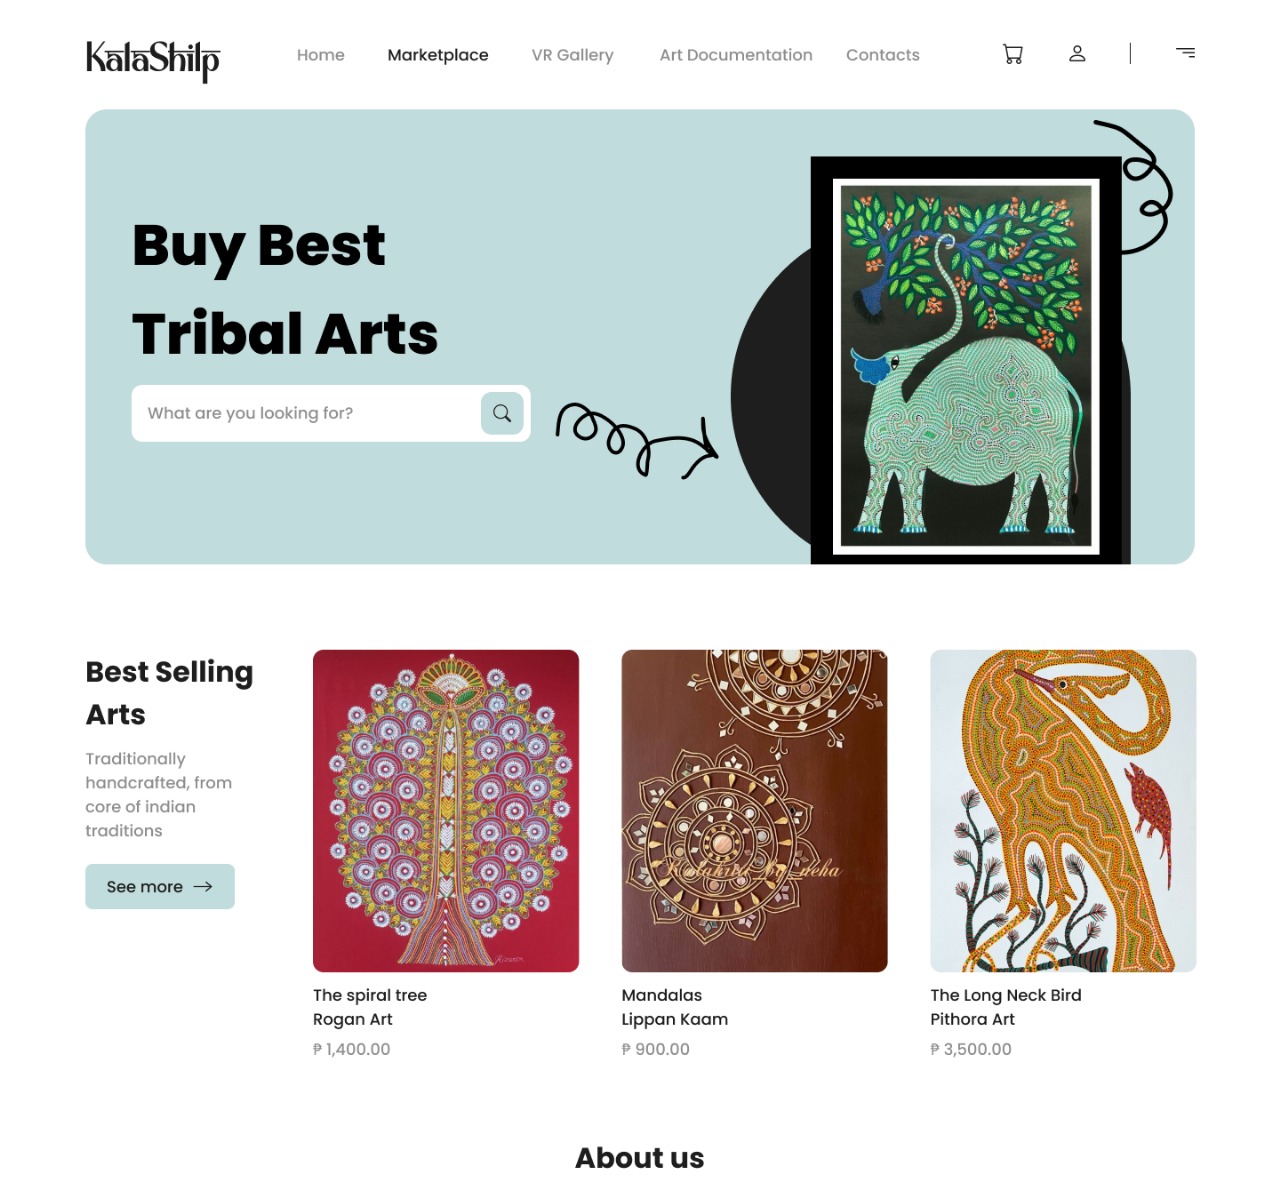 KalaShilp
Home Marketplace VR Gallery Art Documentation Contacts
Buy Best
Tribal Arts
What are you looking for?
Best Selling
Arts
Traditionally
handcrafted, from
core of indian
traditions
See more
Kalakriti_by_neha
The spiral tree
Rogan Art
₱ 1,400.00
Mandalas
Lippan Kaam
₱ 900.00
The Long Neck Bird
Pithora Art
₱ 3,500.00
About us